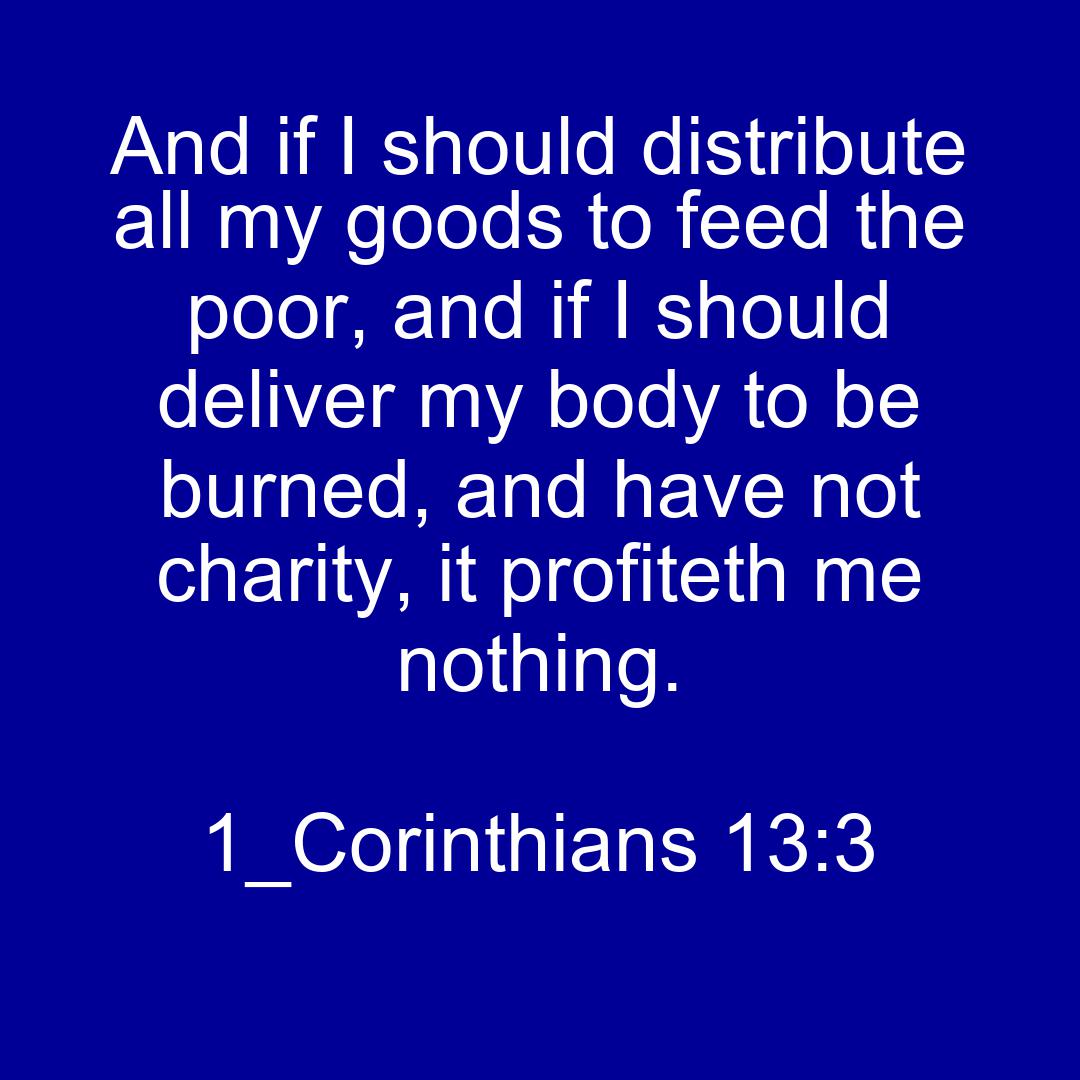 And if I should distribute
all my goods to feed the
poor, and if I should
deliver my body to be
burned, and have not
charity, it profiteth me
nothing.
1_Corinthians 13:3